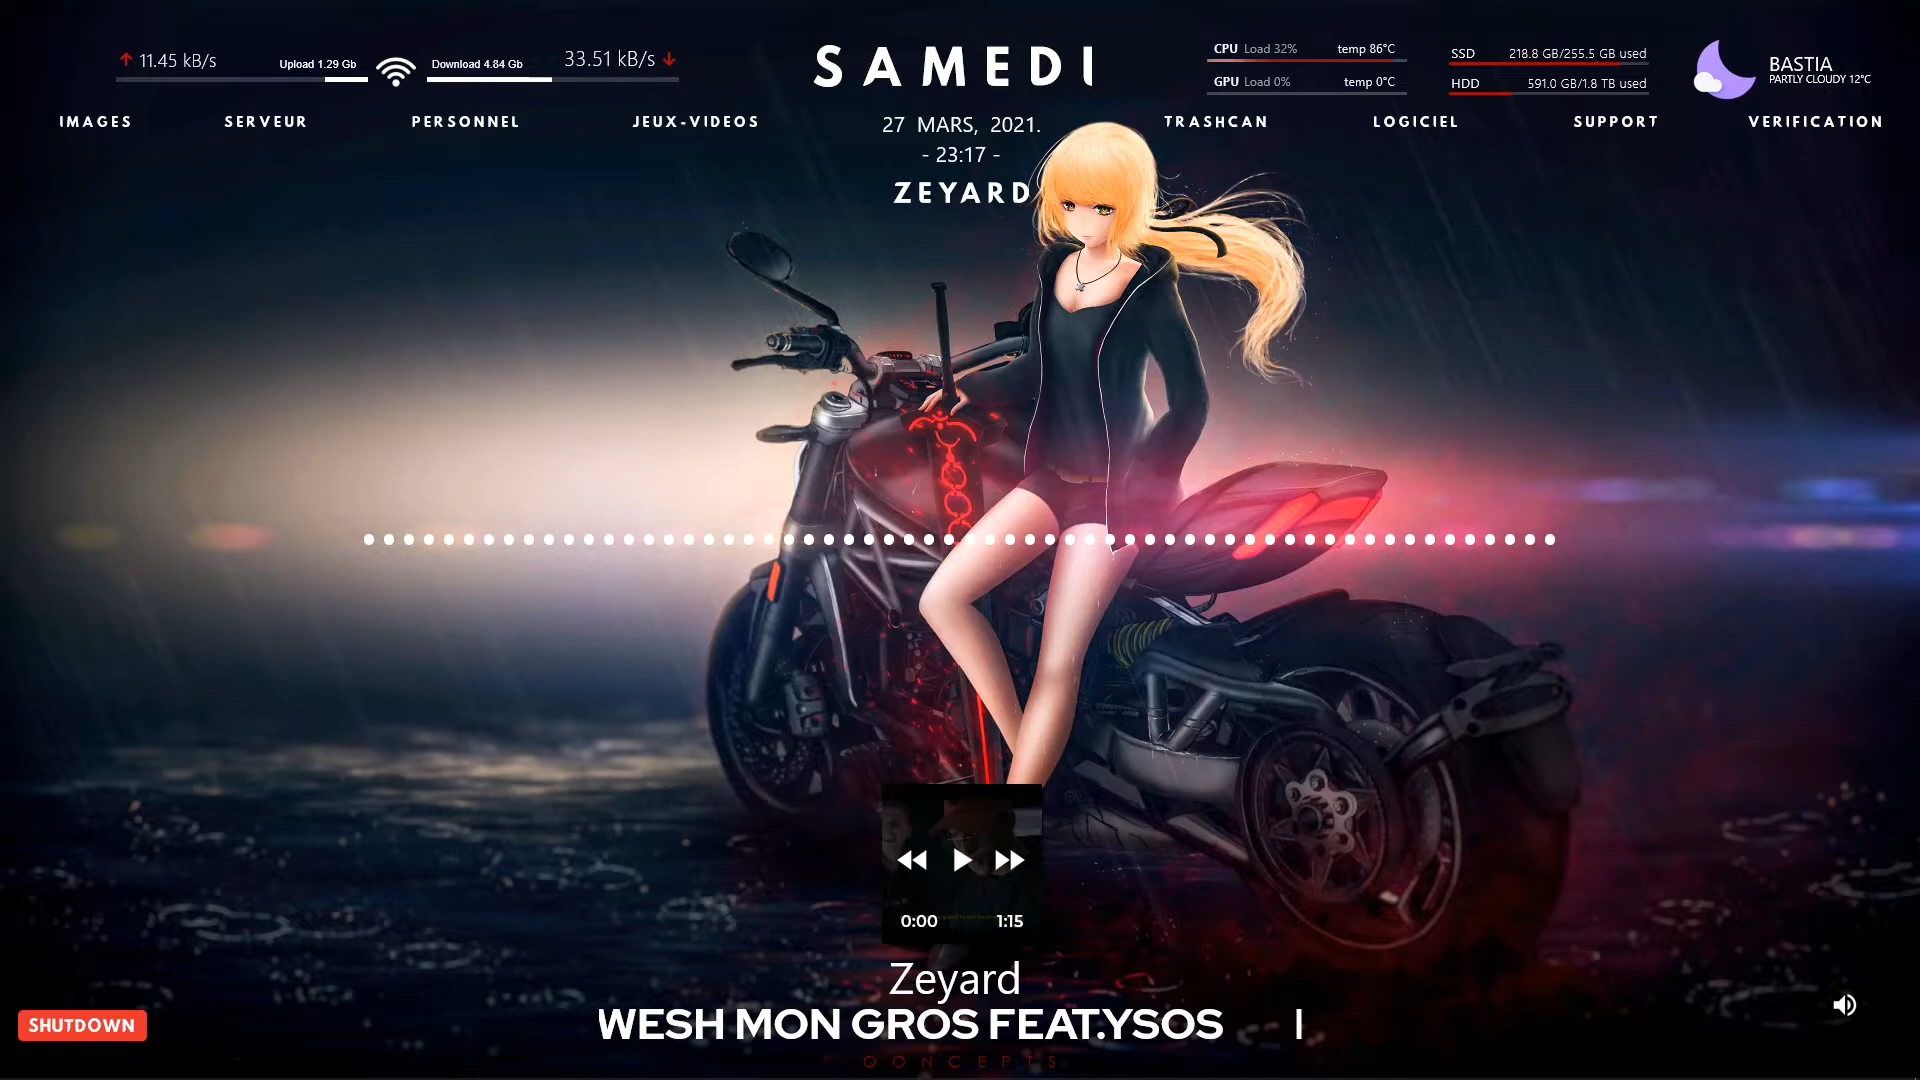 11.45 kB/s
Upload 1.29 Gb
Download 4.84 Gb
33.51 kB/s
SAMEDI
CPU Load 32% temp 86°C
GPU Load 0% temp 0°C
SSD 218.8 GB/255.5 GB used
HDD 591.0 GB/1.8 TB used
BASTIA
PARTLY CLOUDY 12°C
IMAGES
SERVEUR
PERSONNEL
JEUX-VIDEOS
27 MARS, 2021.
TRASHCAN
LOGICIEL
SUPPORT
VERIFICATION
- 23:17 -
ZEYARD
0:00 1:15
Zeyard
WESH MON GROS FEAT.YSOS
SHUTDOWN
QONCEPTS